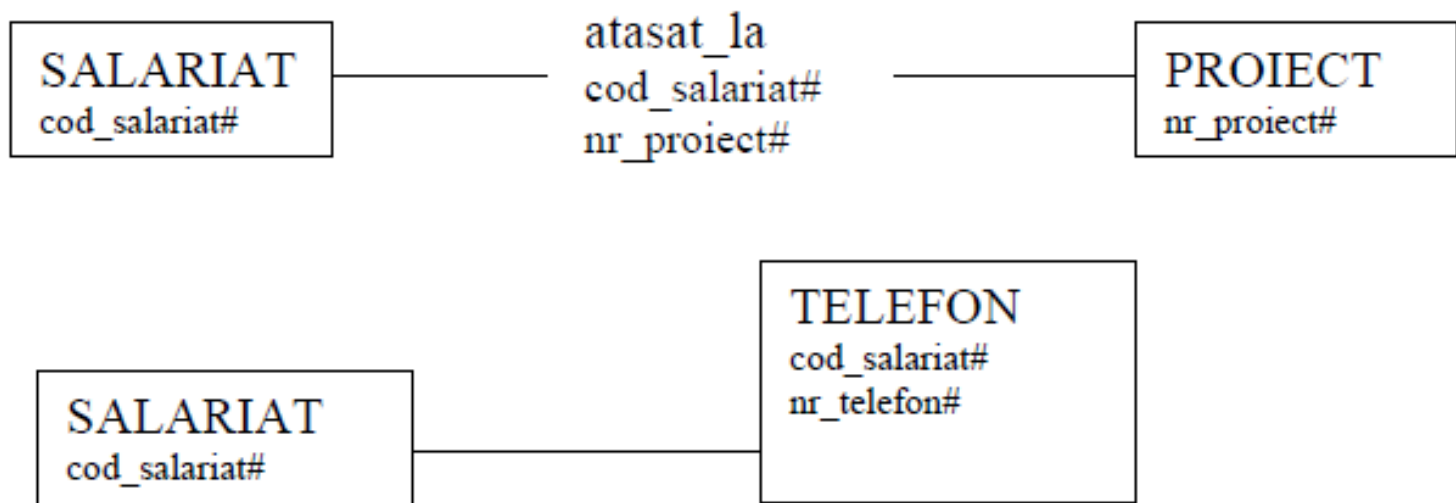 SALARIAT
cod_salariat#
atasat_la
cod_salariat#
nr_proiect#
PROIECT
nr_proiect#
SALARIAT
cod_salariat#
TELEFON
cod_salariat#
nr_telefon#